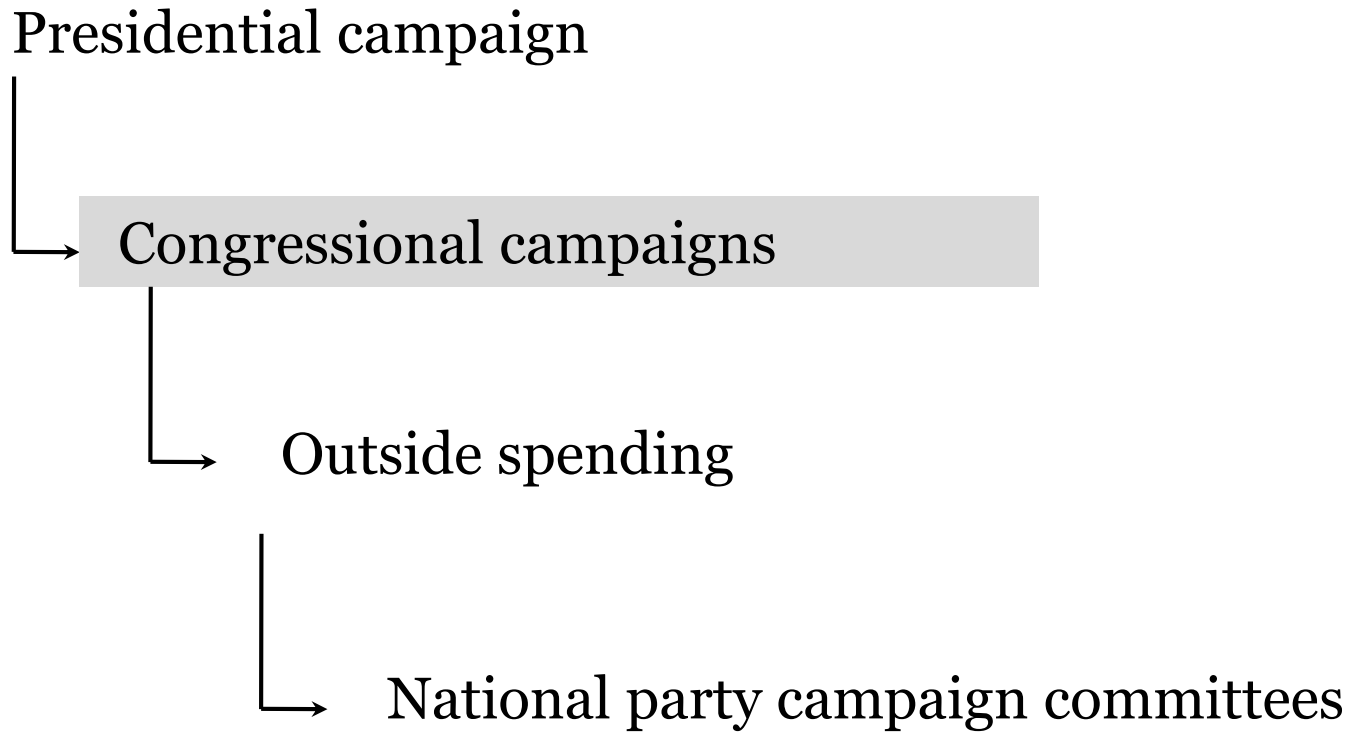 Presidential campaign
Congressional campaigns
Outside spending
National party campaign committees